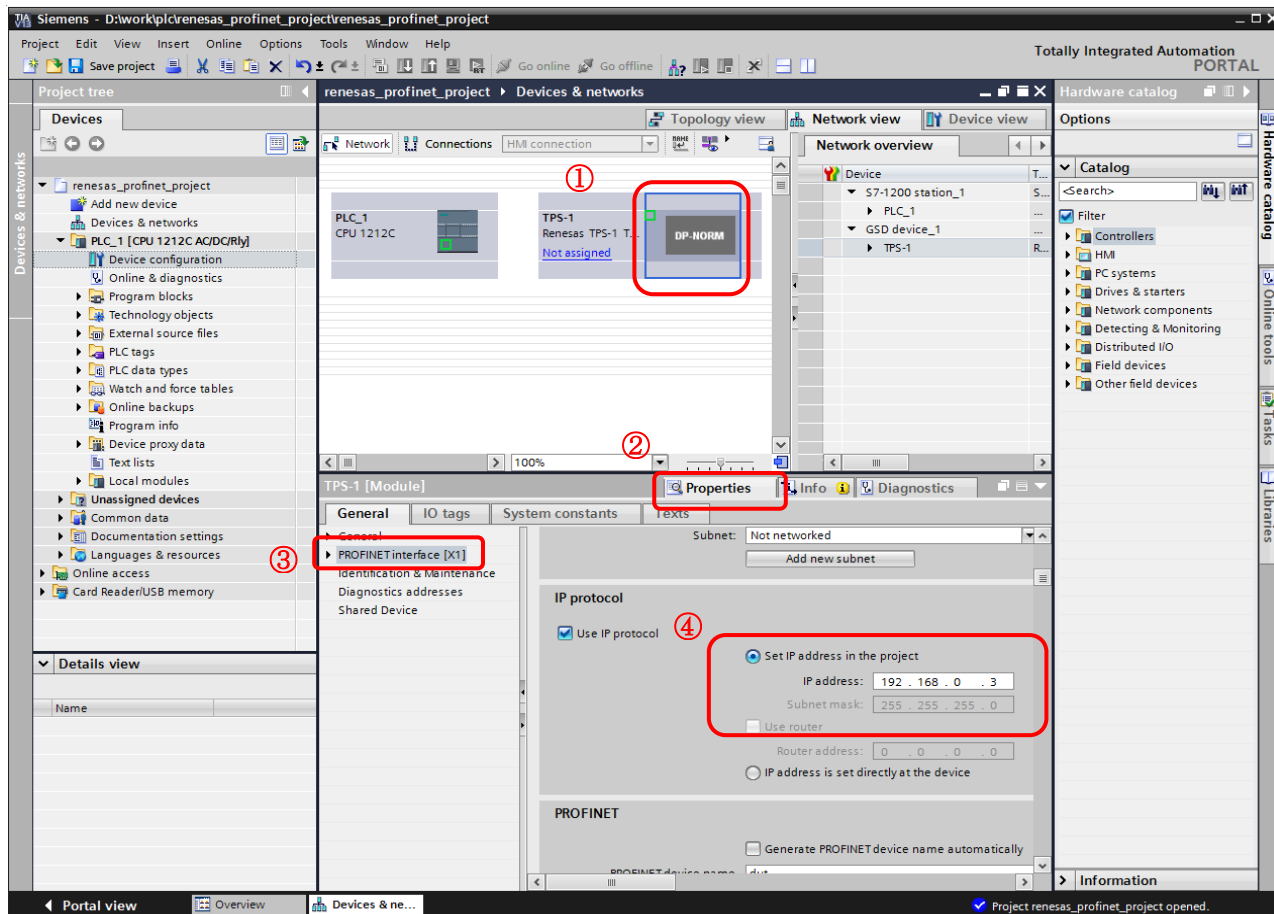 Siemens - D:\work\plc\renesas_profinet_project\renesas_profinet_project
Project Edit View Insert Online Options Tools Window Help
Totally Integrated Automation
PORTAL
Save project
Go online
Go offline
Project tree
Devices
Devices & networks
renesas_profinet_project
Add new device
Devices & networks
PLC_1 [CPU 1212C AC/DC/Rly]
Device configuration
Online & diagnostics
Program blocks
Technology objects
External source files
PLC tags
PLC data types
Watch and force tables
Online backups
Program info
Device proxy data
Text lists
Local modules
Unassigned devices
Common data
Documentation settings
Languages & resources
Online access
Card Reader/USB memory
Details view
Name
renesas_profinet_project Devices & networks
Topology view
Network view
Device view
Network
Connections
HMI connection
①
PLC_1
CPU 1212C
TPS-1
Renesas TPS-1 T...
Not assigned
DP-NORM
②
100%
Network overview
Device T...
S7-1200 station_1 S...
PLC_1 ...
GSD device_1 ...
TPS-1 R...
TPS-1 [Module]
Properties
Info
Diagnostics
General
IO tags
System constants
Texts
General
③
PROFINET interface [X1]
Identification & Maintenance
Diagnostics addresses
Shared Device
Subnet: Not networked
Add new subnet
IP protocol
Use IP protocol
④
Set IP address in the project
IP address: 192 . 168 . 0 . 3
Subnet mask: 255 . 255 . 255 . 0
Use router
Router address: 0 . 0 . 0 . 0
IP address is set directly at the device
PROFINET
Generate PROFINET device name automatically
PROFINET device name dut
Hardware catalog
Options
Catalog
<Search>
Filter
Controllers
HMI
PC systems
Drives & starters
Network components
Detecting & Monitoring
Distributed I/O
Field devices
Other field devices
Information
Hardware catalog
Online tools
Tasks
Libraries
Portal view
Overview
Devices & ne...
Project renesas_profinet_project opened.